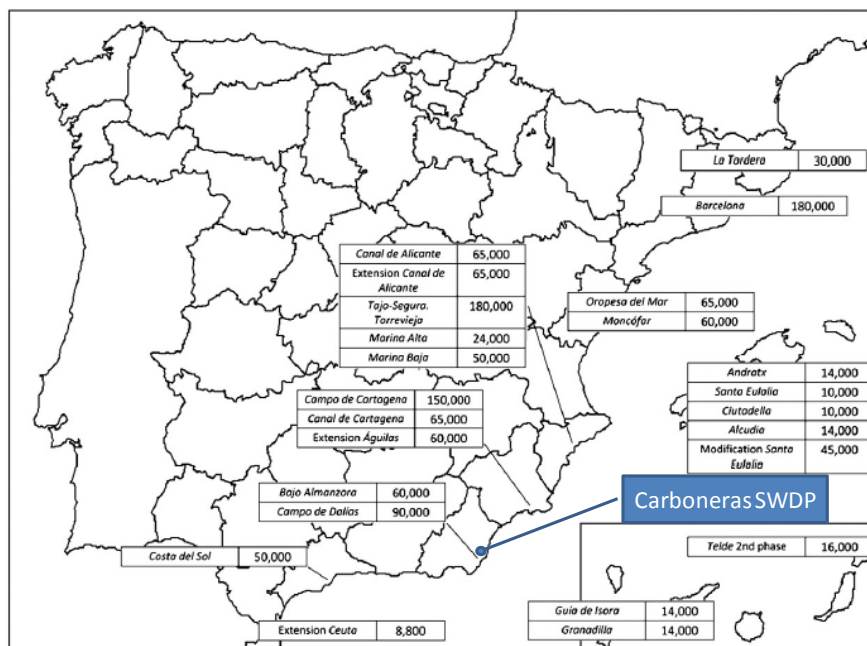 La Tordera 30,000
Barcelona 180,000
Canal de Alicante 65,000
Extension Canal de 65,000
Alicante
Tajo-Segura. 180,000
Torrevieja
Marina Alta 24,000
Marina Baja 50,000
Oropesa del Mar 65,000
Moncófar 60,000
Andratx 14,000
Santa Eulalia 10,000
Ciutadella 10,000
Alcudia 14,000
Modification Santa 45,000
Eulalia
Campo de Cartagena 150,000
Canal de Cartagena 65,000
Extension Águilas 60,000
Carboneras SWDP
Bajo Almanzora 60,000
Campo de Dalías 90,000
Costa del Sol 50,000
Telde 2nd phase 16,000
Guía de Isora 14,000
Granadilla 14,000
Extension Ceuta 8,800